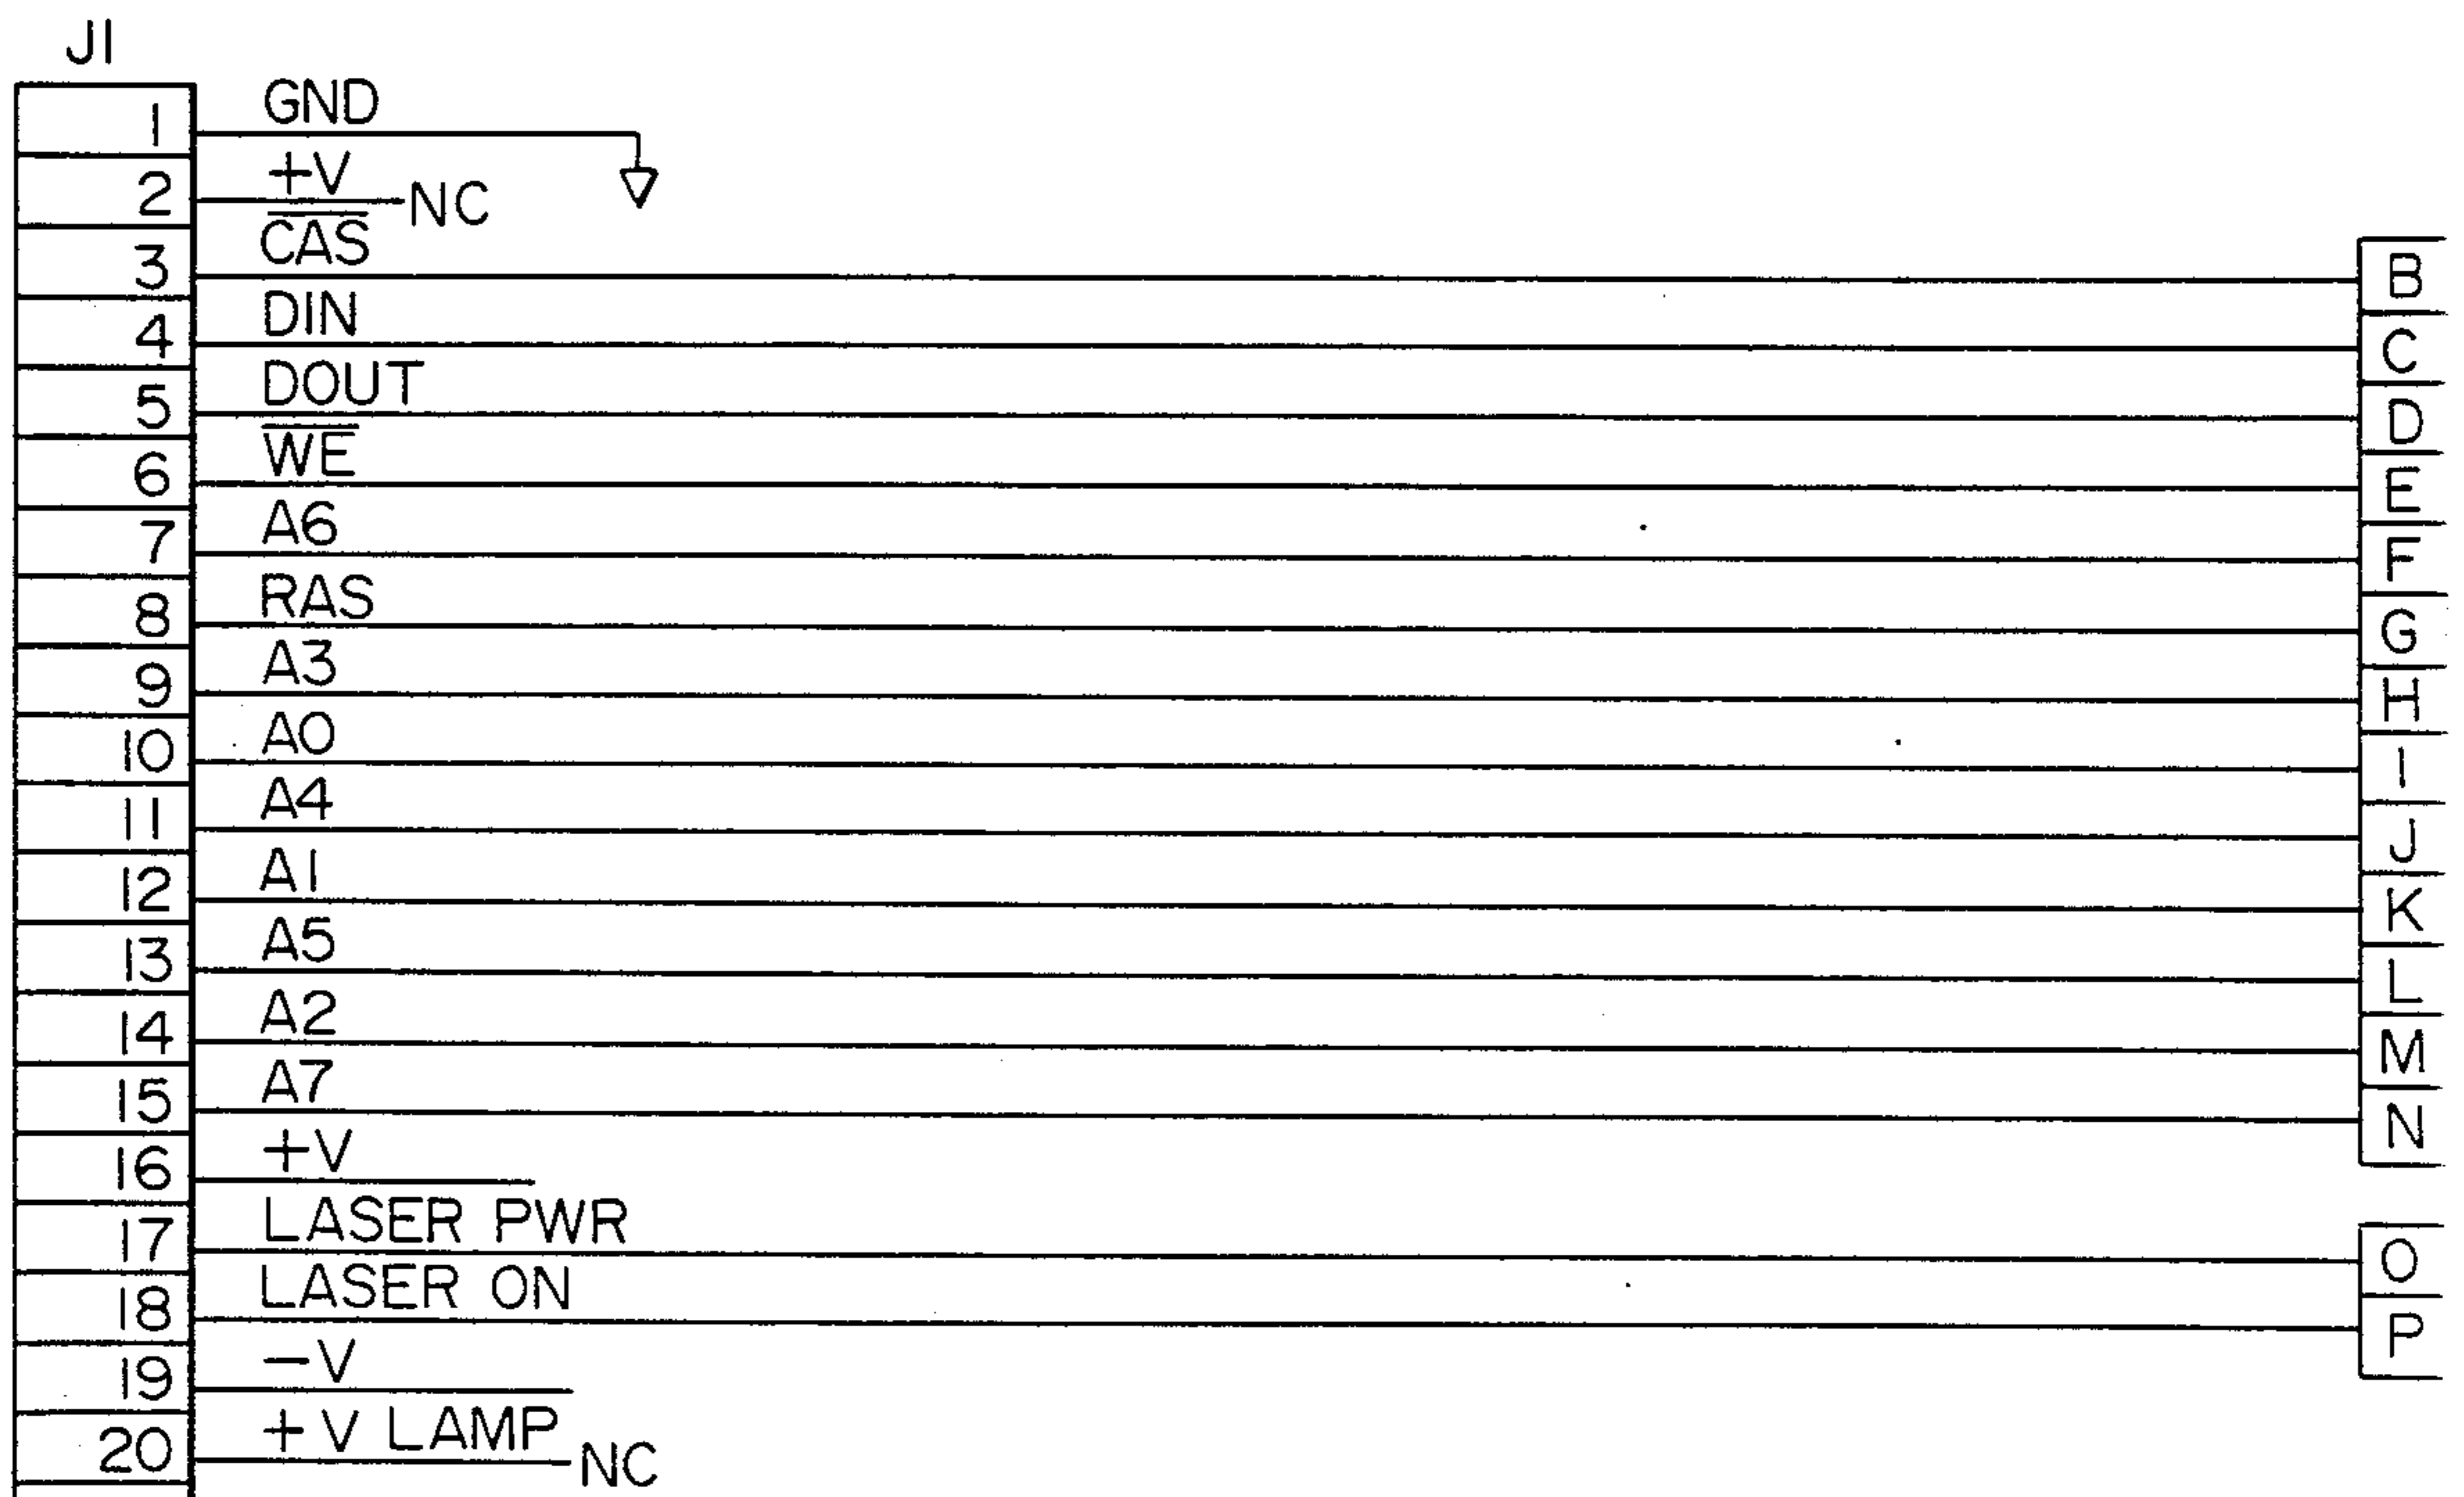 J1
1 GND
2 +V NC
3 C̅A̅S̅ B
4 DIN C
5 DOUT D
6 W̅E̅ E
7 A6 F
8 RAS G
9 A3 H
10 A0 I
11 A4 J
12 A1 K
13 A5 L
14 A2 M
15 A7 N
16 +V
17 LASER PWR O
18 LASER ON P
19 -V
20 +V LAMP NC